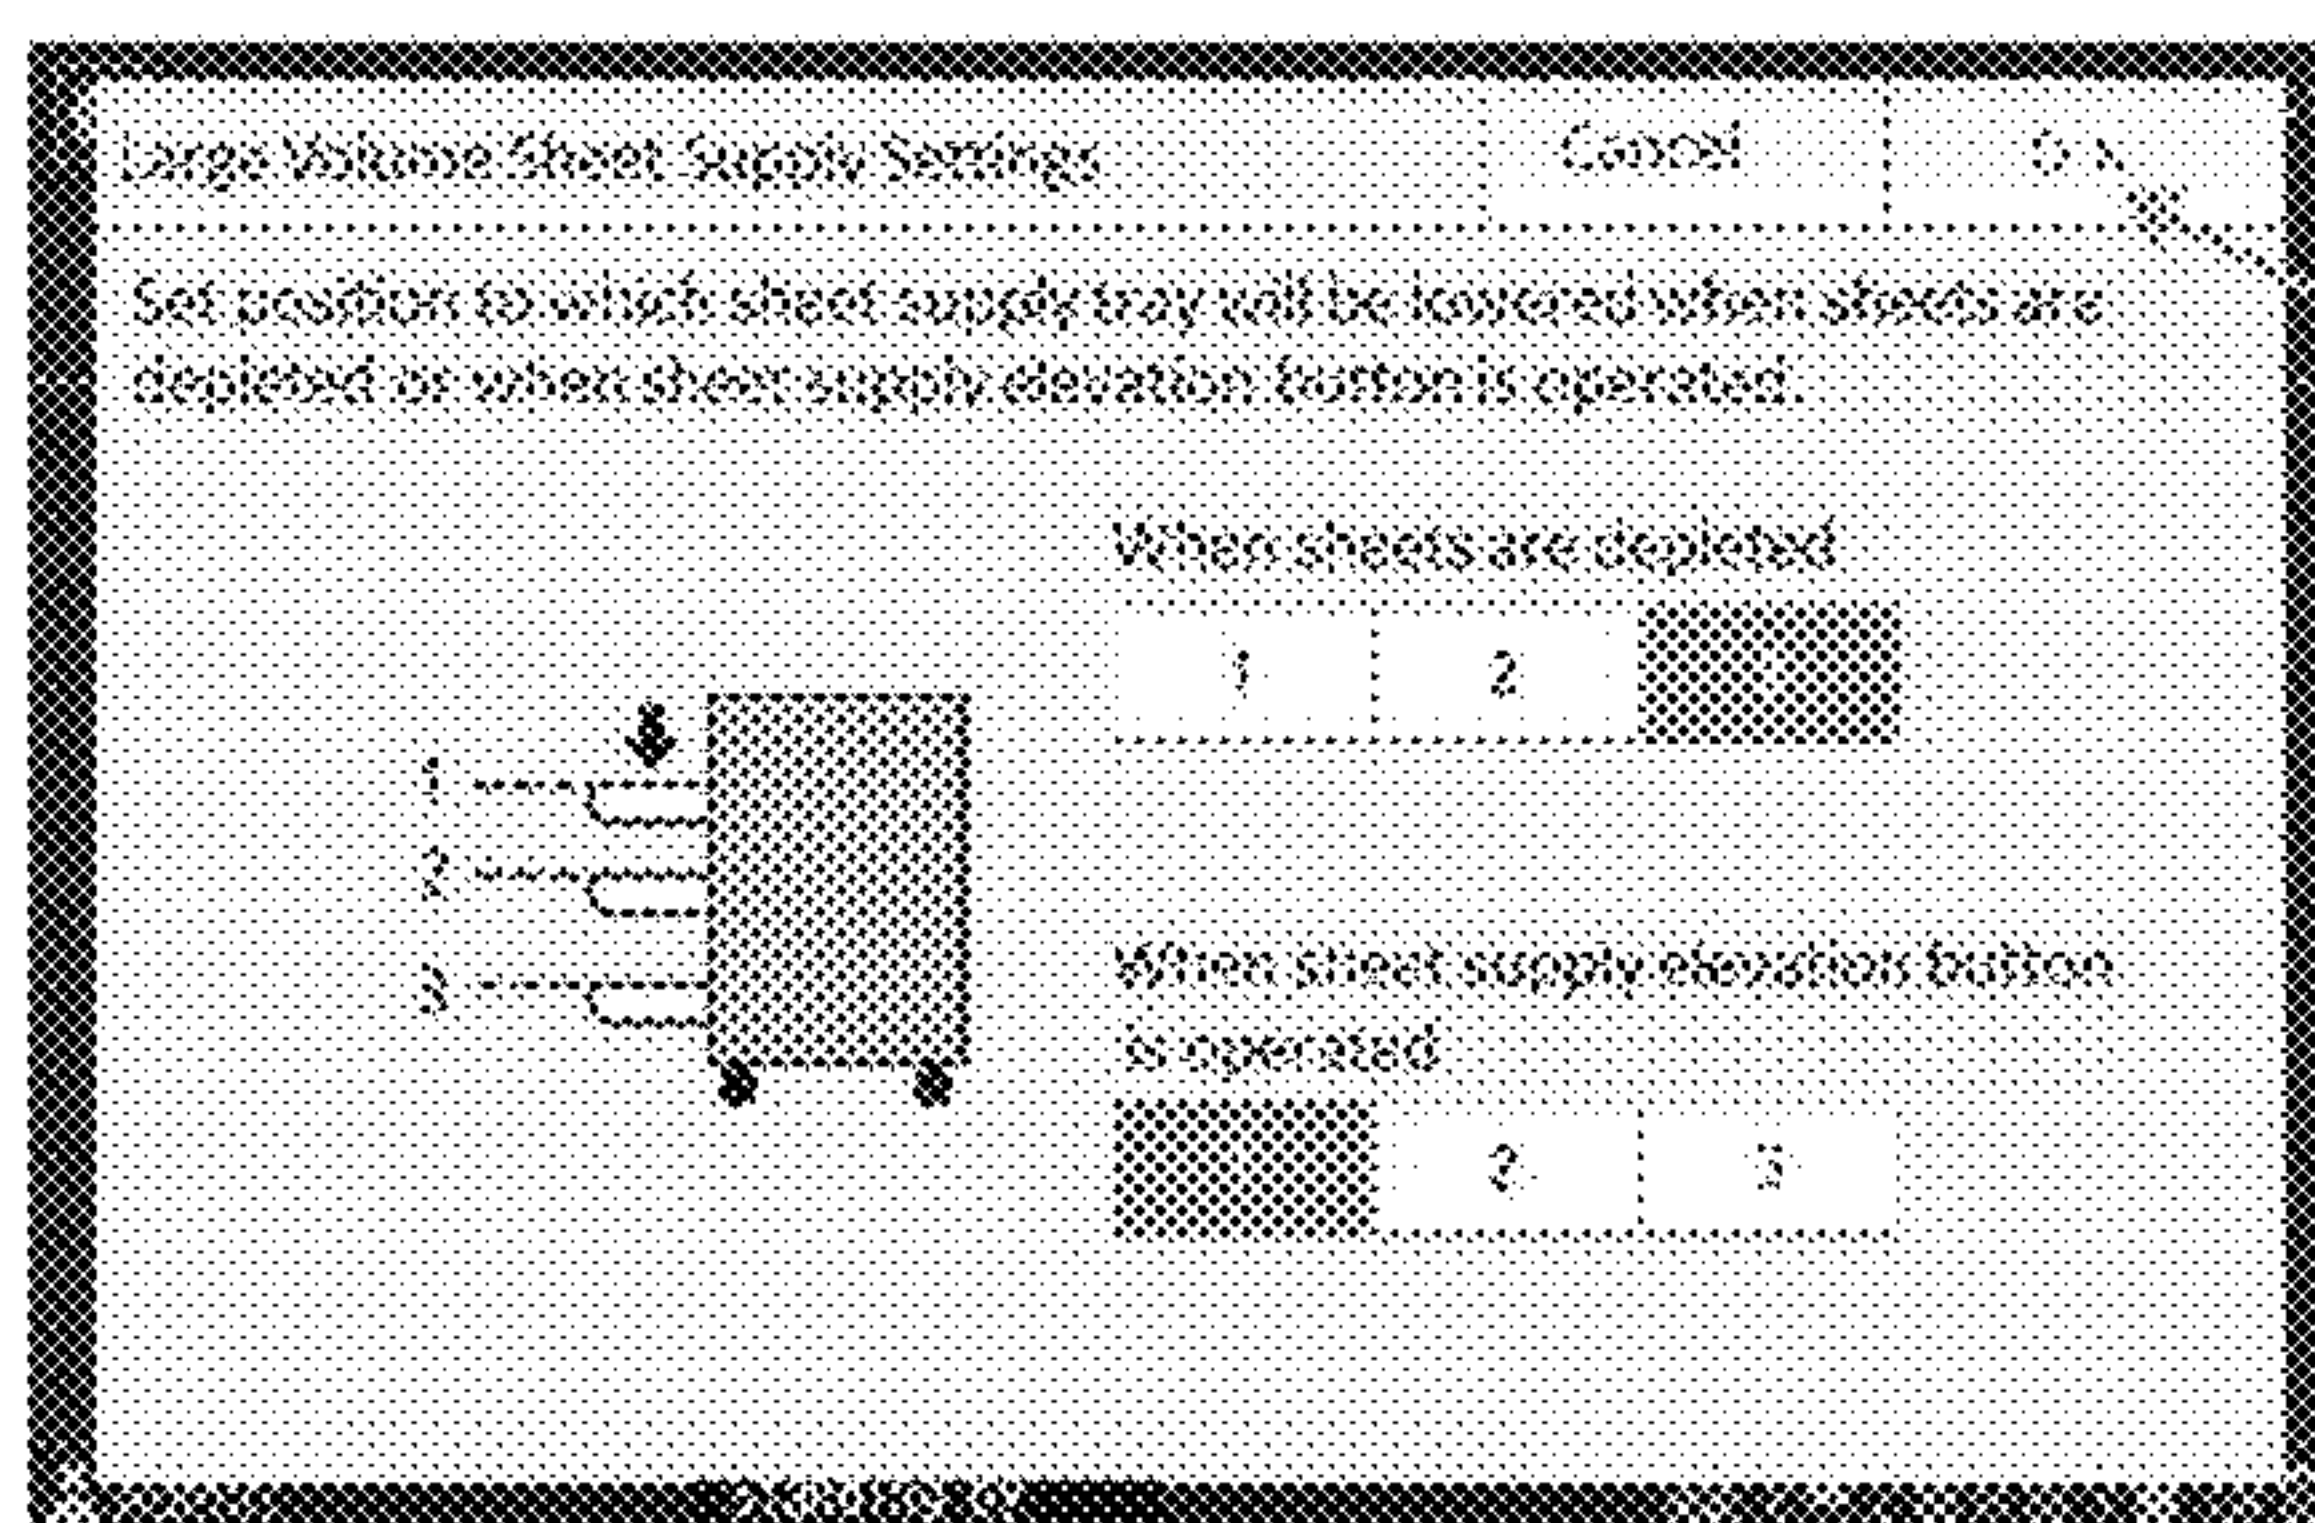 Large Volume Sheet Supply Settings
Cancel
Set position to which sheet supply tray will be lowered when sheets are
depleted or when sheet supply elevation button is operated.
When sheets are depleted
1 2
1
2
3
When sheet supply elevation button
is operated
2 3